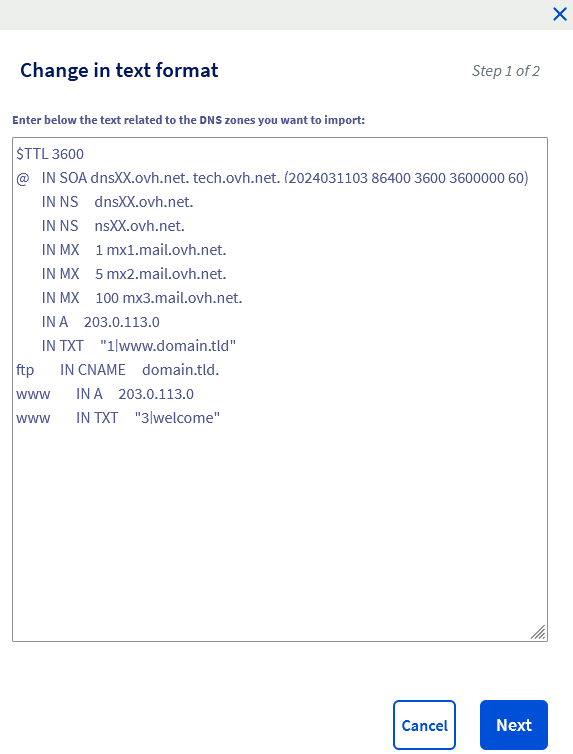 Change in text format
Step 1 of 2
Enter below the text related to the DNS zones you want to import:
$TTL 3600
@ IN SOA dnsXX.ovh.net. tech.ovh.net. (2024031103 86400 3600 3600000 60)
IN NS dnsXX.ovh.net.
IN NS nsXX.ovh.net.
IN MX 1 mx1.mail.ovh.net.
IN MX 5 mx2.mail.ovh.net.
IN MX 100 mx3.mail.ovh.net.
IN A 203.0.113.0
IN TXT "1|www.domain.tld"
ftp IN CNAME domain.tld.
www IN A 203.0.113.0
www IN TXT "3|welcome"
Cancel
Next